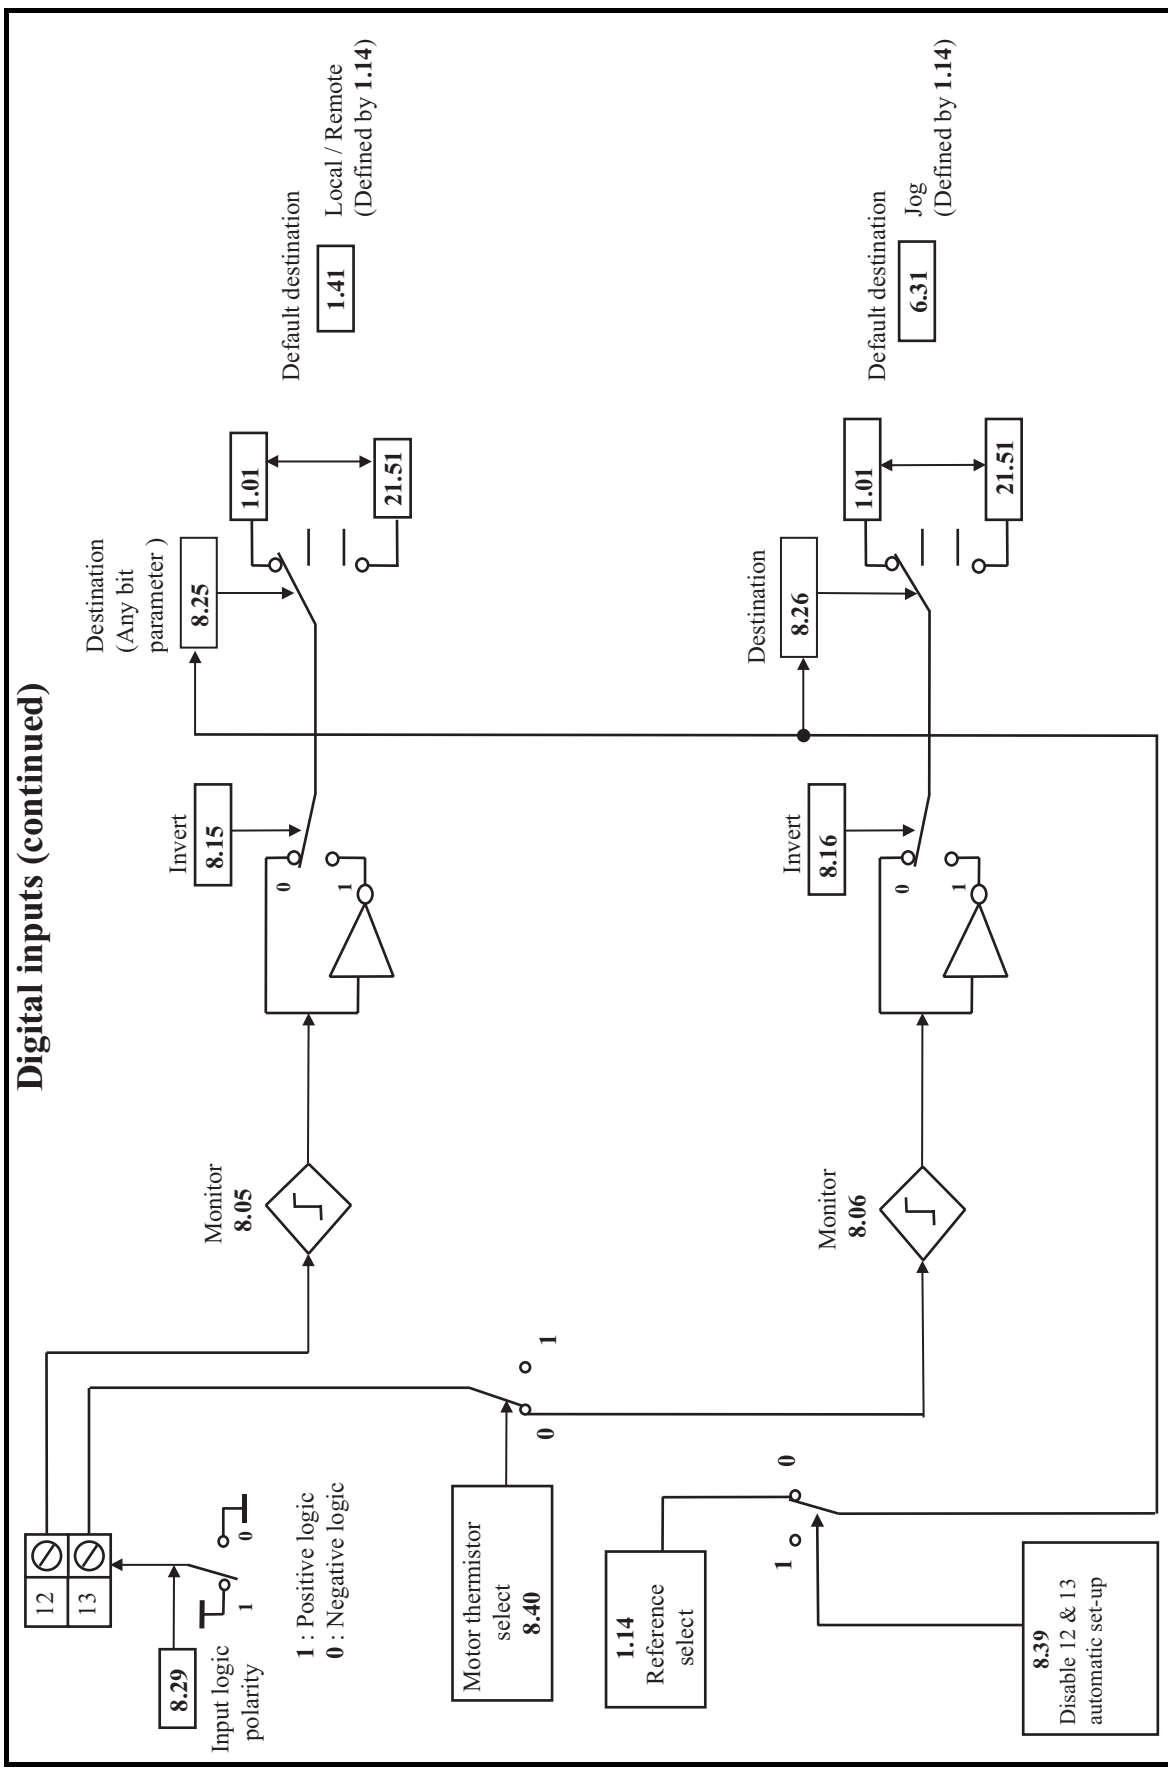 Digital inputs (continued)
12
13
8.29
Input logic
polarity
1
0
1 : Positive logic
0 : Negative logic
Monitor
8.05
Invert
8.15
0
1
Destination
(Any bit
parameter )
8.25
1.01
21.51
Default destination
1.41
Local / Remote
(Defined by 1.14)
Motor thermistor
select
8.40
0
1
1.14
Reference
select
1
0
8.39
Disable 12 & 13
automatic set-up
Monitor
8.06
Invert
8.16
0
1
Destination
8.26
1.01
21.51
Default destination
6.31
Jog
(Defined by 1.14)